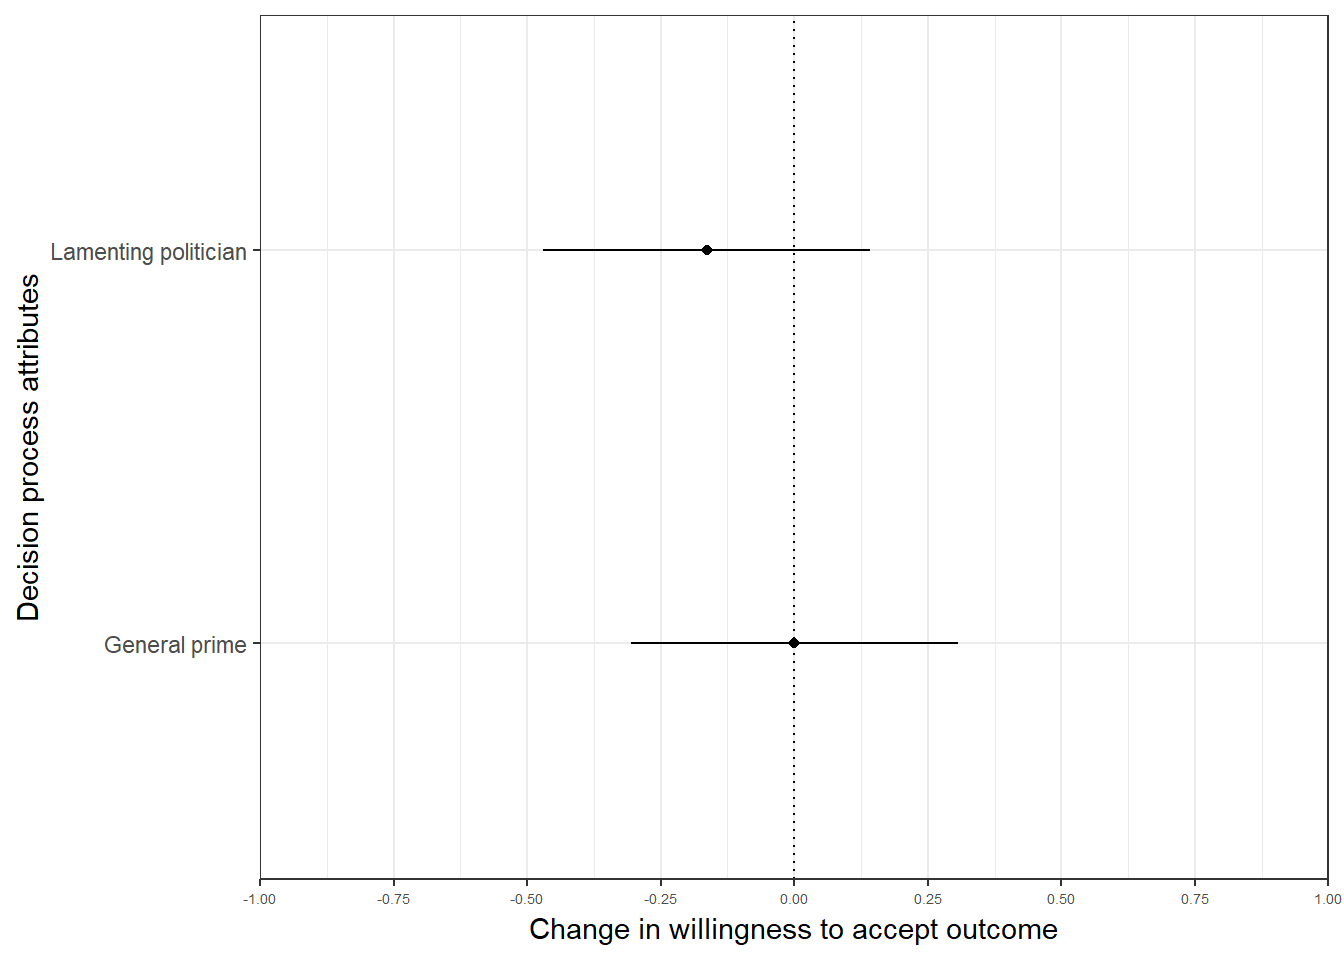 Decision process attributes
Lamenting politician
General prime
-1.00 -0.75 -0.50 -0.25 0.00 0.25 0.50 0.75 1.00
Change in willingness to accept outcome